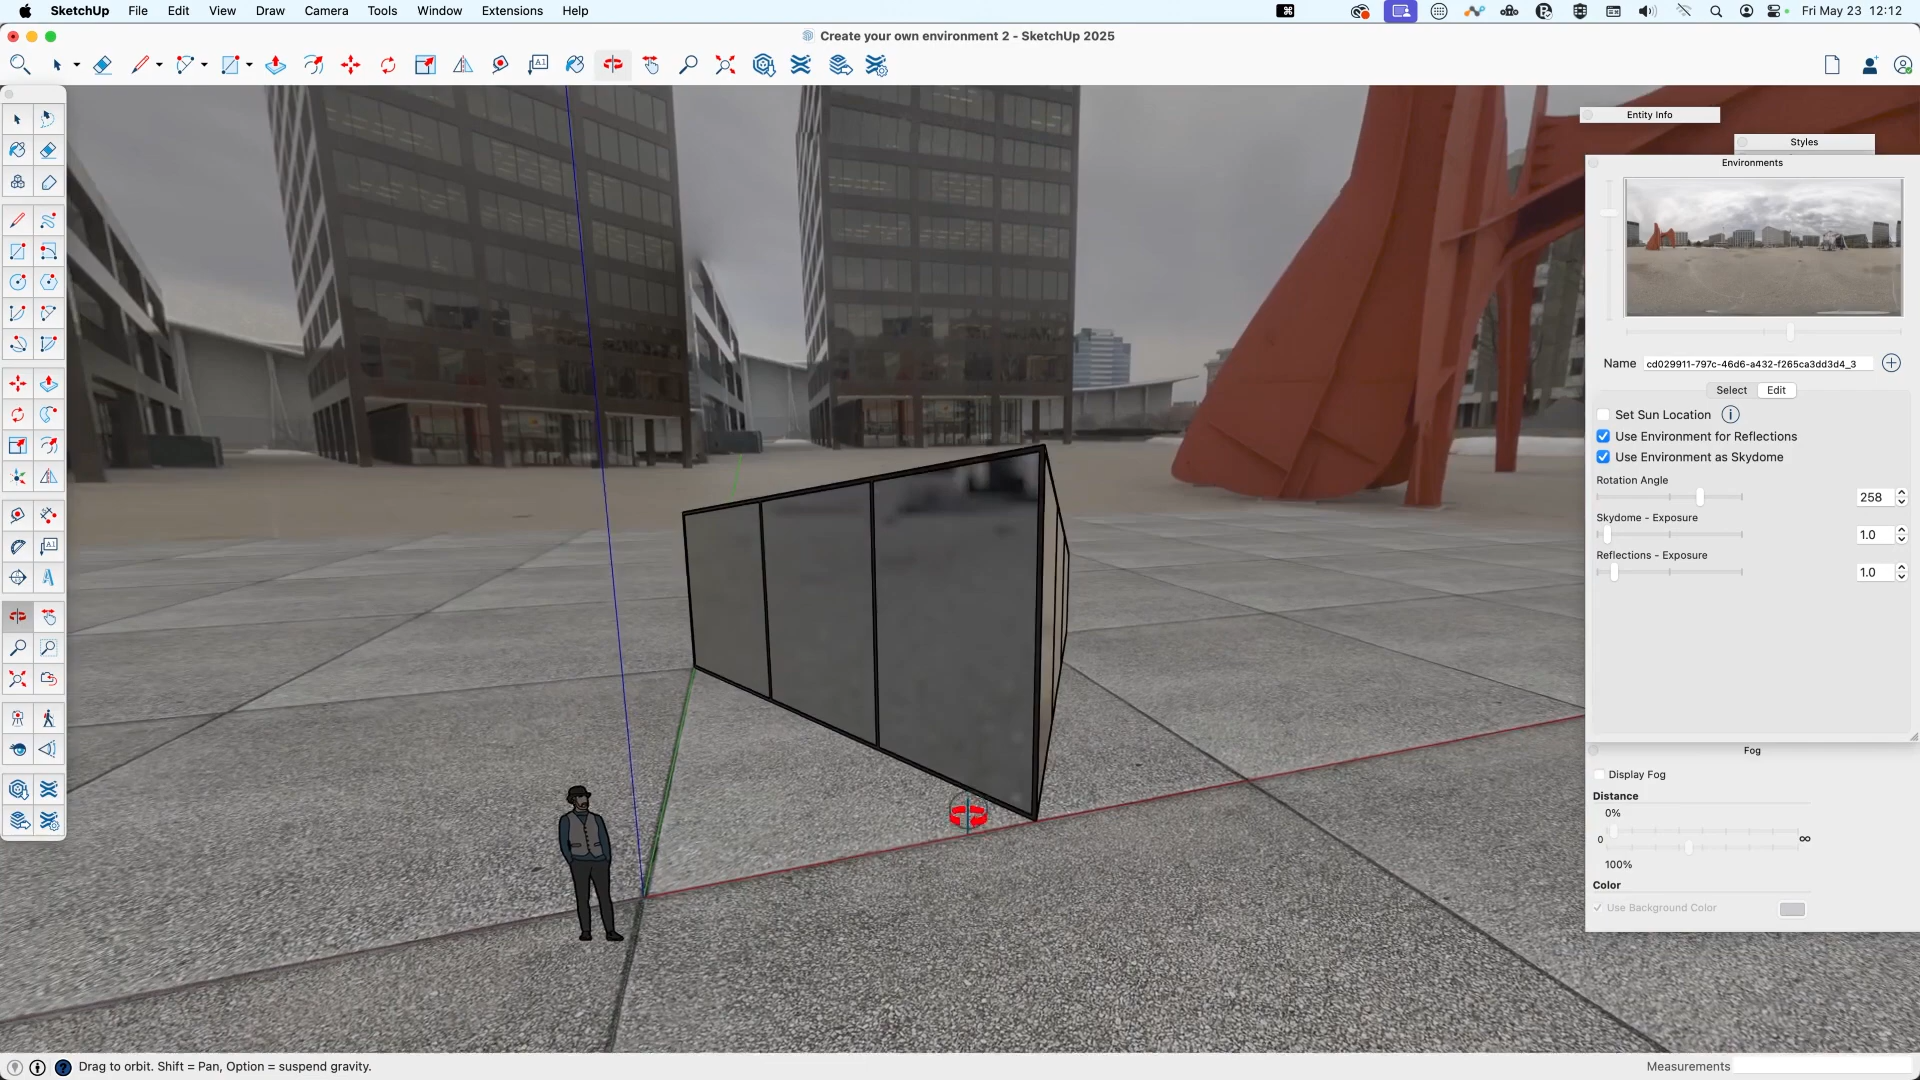 SketchUp File Edit View Draw Camera Tools Window Extensions Help Fri May 23 12:12
Create your own environment 2 - SketchUp 2025
A1
Entity Info
Styles
Environments
Name cd029911-797c-46d6-a432-f265ca3dd3d4_3
Select Edit
Set Sun Location i
Use Environment for Reflections
Use Environment as Skydome
Rotation Angle
258
Skydome - Exposure
1.0
Reflections - Exposure
1.0
A1
A
Fog
Display Fog
Distance
0%
0 ∞
100%
Color
Use Background Color
Drag to orbit. Shift = Pan, Option = suspend gravity. Measurements